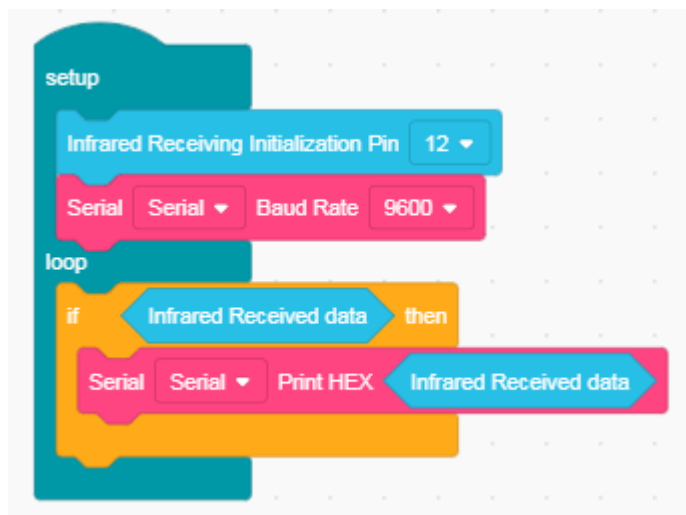 setup
Infrared Receiving Initialization Pin 12
Serial Serial Baud Rate 9600
loop
if Infrared Received data then
Serial Serial Print HEX Infrared Received data